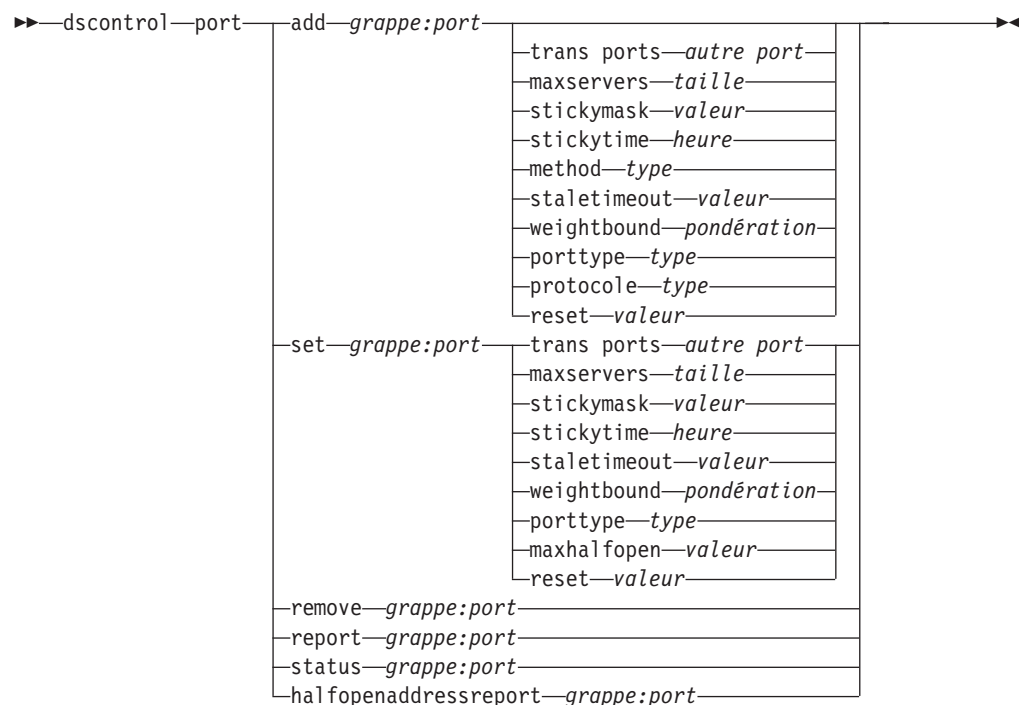 dscontrol port add grappe:port
trans ports autre port
maxservers taille
stickymask valeur
stickytime heure
method type
staletimeout valeur
weightbound pondération
porttype type
protocole type
reset valeur
set grappe:port trans ports autre port
maxservers taille
stickymask valeur
stickytime heure
staletimeout valeur
weightbound pondération
porttype type
maxhalfopen valeur
reset valeur
remove grappe:port
report grappe:port
status grappe:port
halfopenaddressreport grappe:port